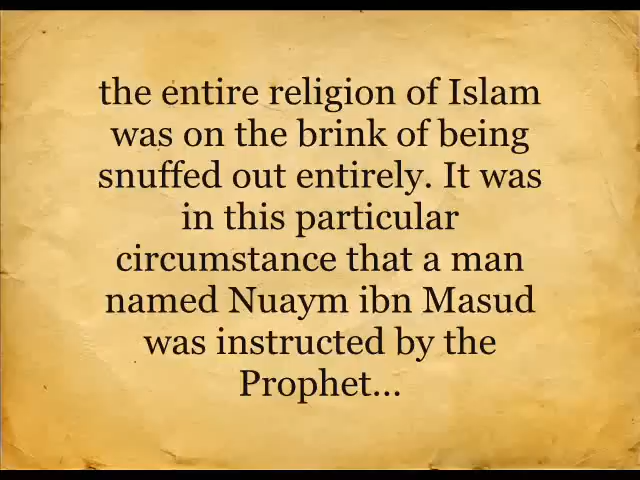 the entire religion of Islam
was on the brink of being
snuffed out entirely. It was
in this particular
circumstance that a man
named Nuaym ibn Masud
was instructed by the
Prophet...